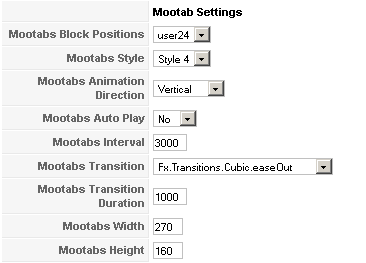 Mootab Settings
Mootabs Block Positions user24
Mootabs Style Style 4
Mootabs Animation
Direction Vertical
Mootabs Auto Play No
Mootabs Interval 3000
Mootabs Transition Fx.Transitions.Cubic.easeOut
Mootabs Transition
Duration 1000
Mootabs Width 270
Mootabs Height 160